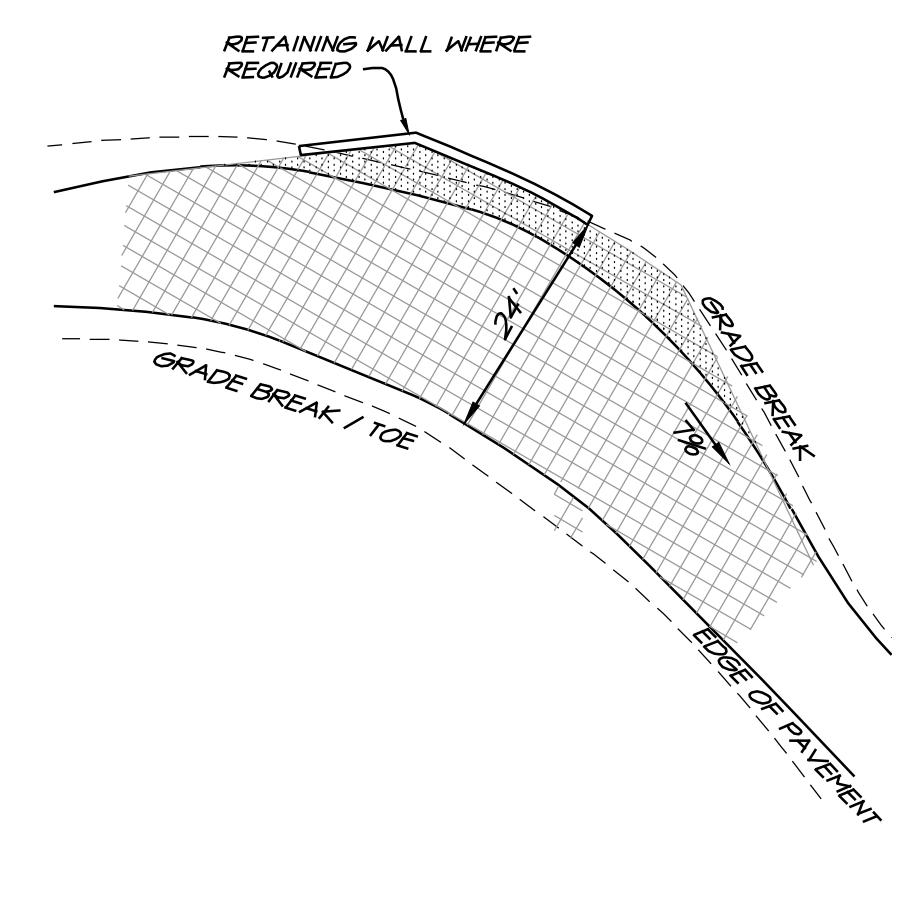 RETAINING WALL WHERE
REQUIRED
24'
GRADE BREAK
GRADE BREAK / TOE
7%
EDGE OF PAVEMENT